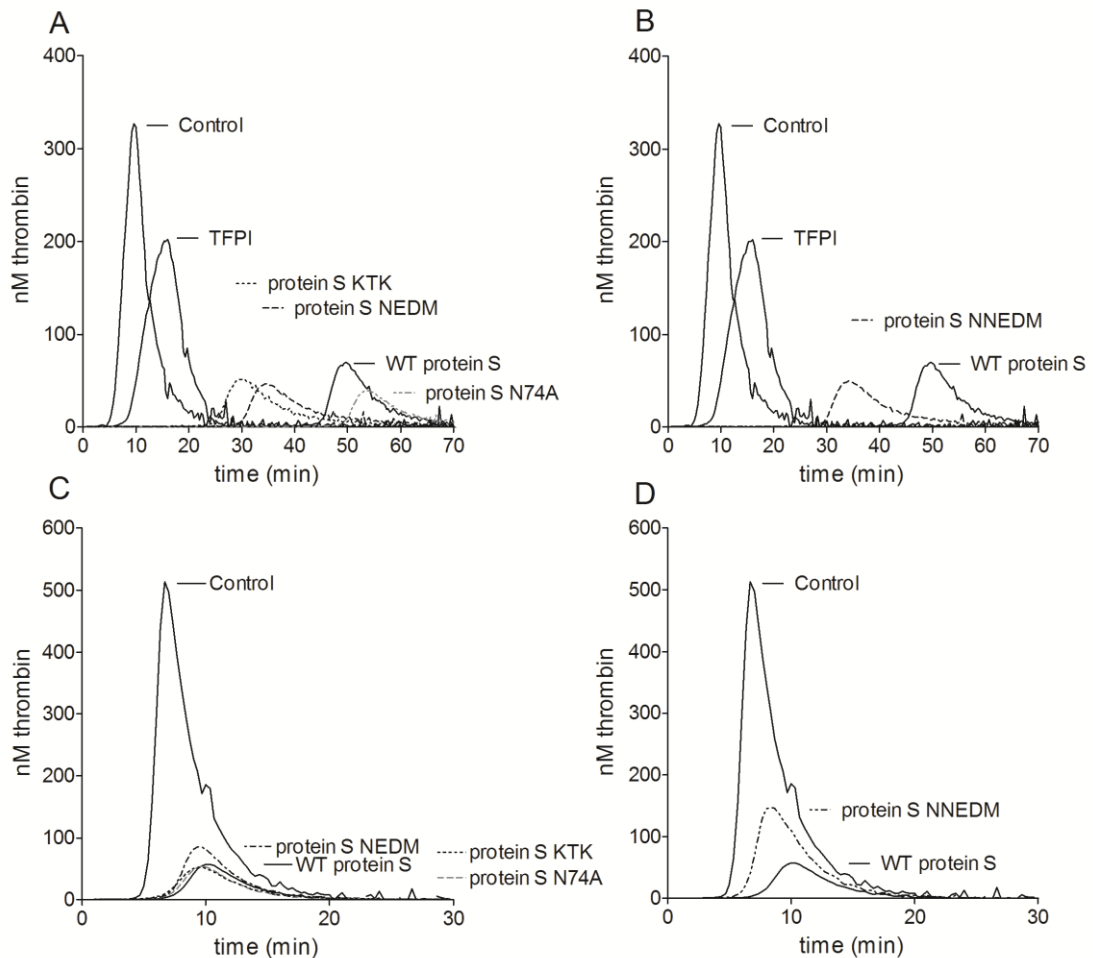 A
nM thrombin
400
300
200
100
0
Control
TFPI
protein S KTK
protein S NEDM
WT protein S
protein S N74A
0 10 20 30 40 50 60 70
time (min)
B
nM thrombin
400
300
200
100
0
Control
TFPI
protein S NNEDM
WT protein S
0 10 20 30 40 50 60 70
time (min)
C
nM thrombin
600
500
400
300
200
100
0
Control
protein S NEDM
WT protein S
protein S KTK
protein S N74A
0 10 20 30
time (min)
D
nM thrombin
600
500
400
300
200
100
0
Control
protein S NNEDM
WT protein S
0 10 20 30
time (min)